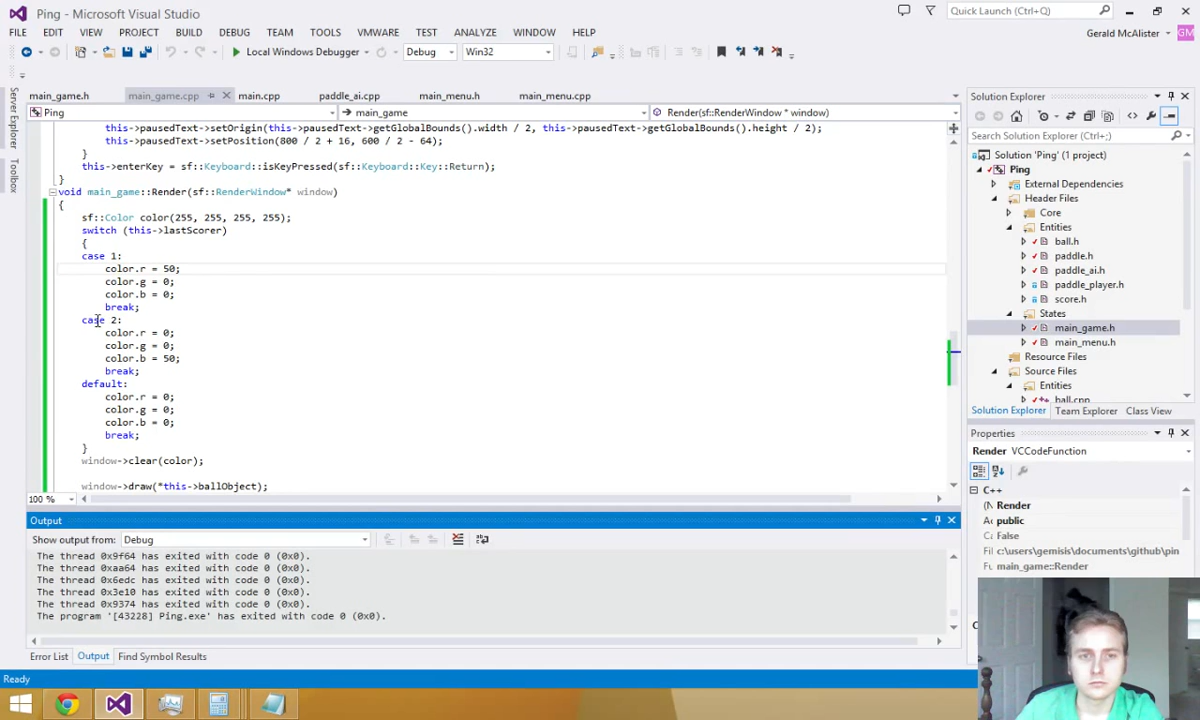 Ping - Microsoft Visual Studio
Quick Launch (Ctrl+;)
FILE EDIT VIEW PROJECT BUILD DEBUG TEAM TOOLS VMWARE TEST ANALYZE WINDOW HELP
Gerald McAlister
GM
Local Windows Debugger
Debug
Win32
Server Explorer
Toolbox
main_game.h
main_game.cpp
main.cpp
paddle_ai.cpp
main_menu.h
main_menu.cpp
Ping
main_game
Render(sf::RenderWindow * window)
this->pausedText->setOrigin(this->pausedText->getGlobalBounds().width / 2, this->pausedText->getGlobalBounds().height / 2);
this->pausedText->setPosition(800 / 2 + 16, 600 / 2 - 64);
}
this->enterKey = sf::Keyboard::isKeyPressed(sf::Keyboard::Key::Return);
}
void main_game::Render(sf::RenderWindow* window)
{
sf::Color color(255, 255, 255, 255);
switch (this->lastScorer)
{
case 1:
color.r = 50;
color.g = 0;
color.b = 0;
break;
case 2:
color.r = 0;
color.g = 0;
color.b = 50;
break;
default:
color.r = 0;
color.g = 0;
color.b = 0;
break;
}
window->clear(color);
window->draw(*this->ballObject);
100 %
Output
Show output from: Debug
The thread 0x9f64 has exited with code 0 (0x0).
The thread 0xaa64 has exited with code 0 (0x0).
The thread 0x6edc has exited with code 0 (0x0).
The thread 0x3e10 has exited with code 0 (0x0).
The thread 0x9374 has exited with code 0 (0x0).
The program '[43228] Ping.exe' has exited with code 0 (0x0).
Error List Output Find Symbol Results
Ready
Solution Explorer
Search Solution Explorer (Ctrl+;)
Solution 'Ping' (1 project)
Ping
External Dependencies
Header Files
Core
Entities
ball.h
paddle.h
paddle_ai.h
paddle_player.h
score.h
States
main_game.h
main_menu.h
Resource Files
Source Files
Entities
ball.cpp
Solution Explorer Team Explorer Class View
Properties
Render VCCodeFunction
C++
(N Render
Ac public
Ca False
Fi c:\users\gemisis\documents\github\pin
Fu main_game::Render